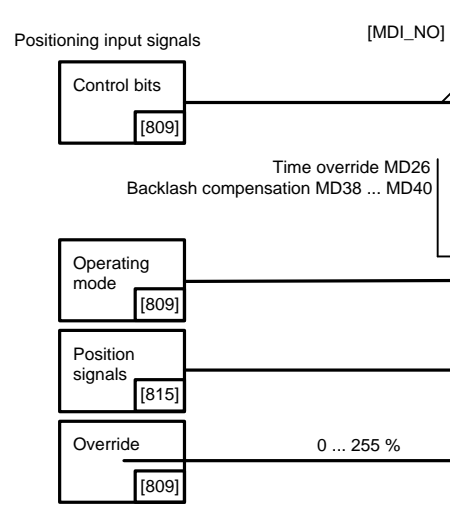 [MDI_NO]
Positioning input signals
Control bits
[809]
Time override MD26
Backlash compensation MD38 ... MD40
Operating
mode
[809]
Position
signals
[815]
Override
0 ... 255 %
[809]